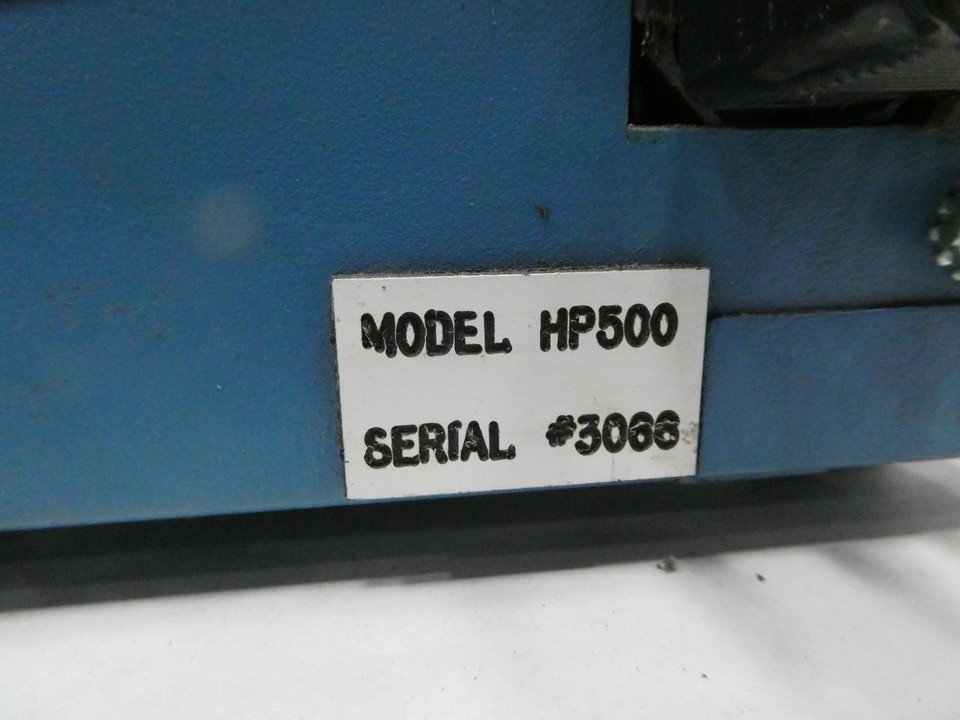 MODEL HP500
SERIAL #3066